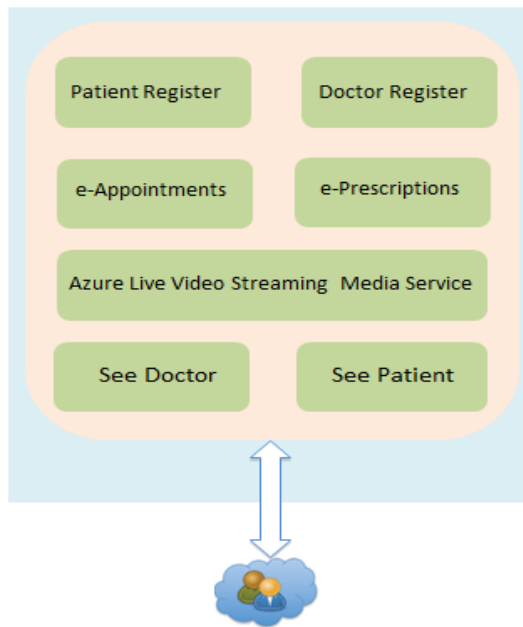 Patient Register
Doctor Register
e-Appointments
e-Prescriptions
Azure Live Video Streaming Media Service
See Doctor
See Patient